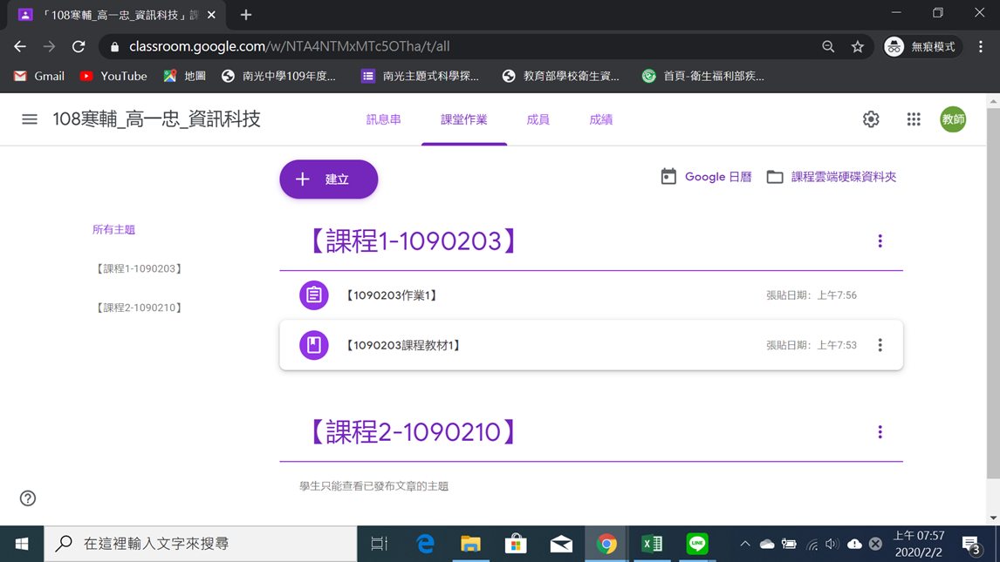 「108寒輔_高一忠_資訊科技」
classroom.google.com/w/NTA4NTMxMTc5OTha/t/all
無痕模式
Gmail
YouTube
地圖
南光中學109年度...
南光主題式科學探...
教育部學校衛生資...
首頁-衛生福利部疾...
108寒輔_高一忠_資訊科技
訊息串
課堂作業
成員
成績
教師
建立
Google 日曆
課程雲端硬碟資料夾
所有主題
【課程1-1090203】
【課程2-1090210】
【課程1-1090203】
【1090203作業1】
張貼日期：上午7:56
【1090203課程教材1】
張貼日期：上午7:53
【課程2-1090210】
學生只能查看已發布文章的主題
在這裡輸入文字來搜尋
LINE
上午 07:57
2020/2/2
3